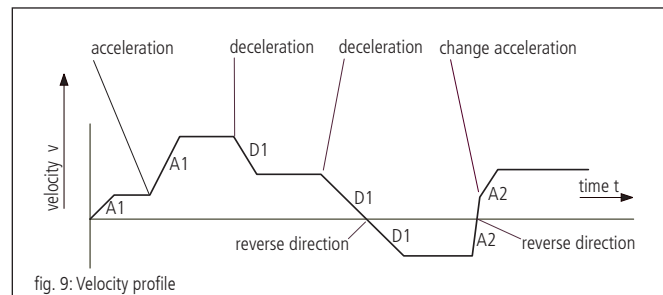 acceleration
deceleration
deceleration
change acceleration
velocity v
A1
A1
D1
D1
D1
A2
A2
time t
reverse direction
reverse direction
fig. 9: Velocity profile